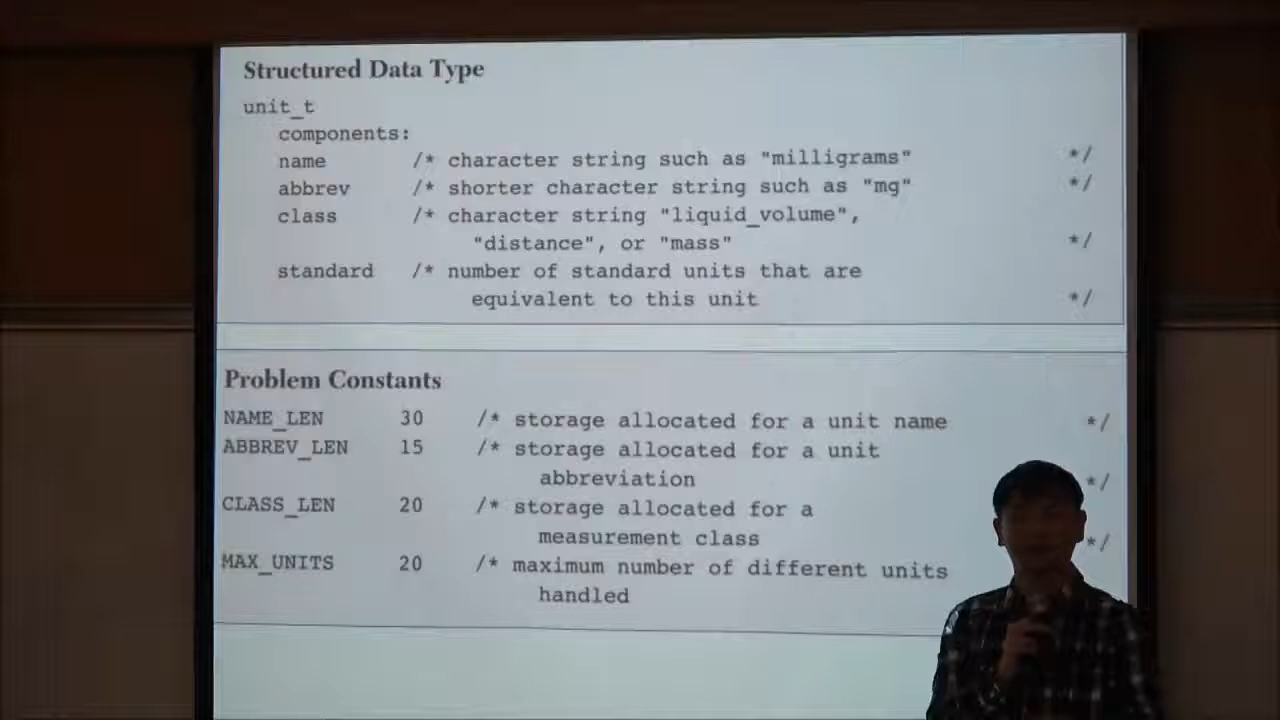 Structured Data Type
unit_t
components:
name /* character string such as "milligrams" */
abbrev /* shorter character string such as "mg" */
class /* character string "liquid_volume",
"distance", or "mass" */
standard /* number of standard units that are
equivalent to this unit */
Problem Constants
NAME_LEN 30 /* storage allocated for a unit name */
ABBREV_LEN 15 /* storage allocated for a unit
abbreviation */
CLASS_LEN 20 /* storage allocated for a
measurement class */
MAX_UNITS 20 /* maximum number of different units
handled